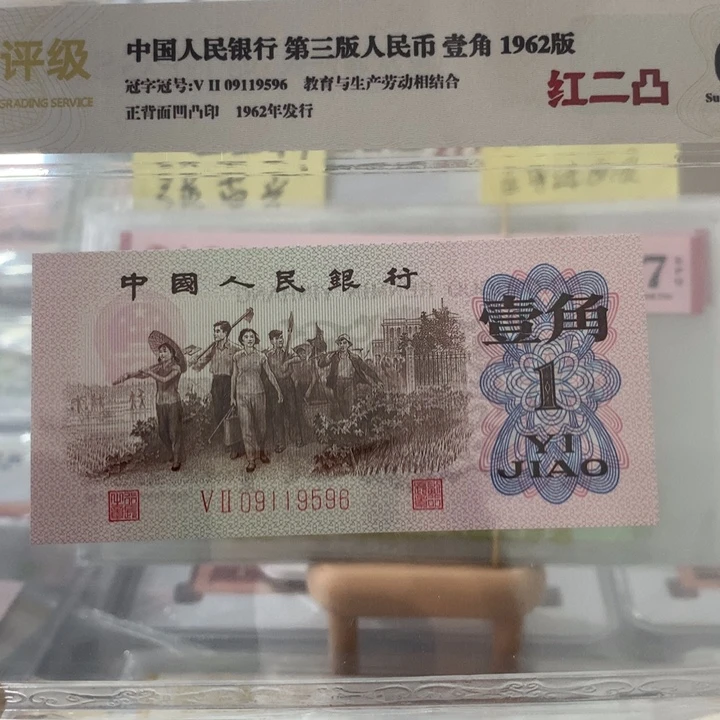 评级
GRADING SERVICE
中国人民银行 第三版人民币 壹角 1962版
冠字冠号:V II 09119596 教育与生产劳动相结合
正背面凹凸印 1962年发行
红二凸
Su
7
中國人民銀行
壹角
1
YI
JIAO
V II 09119596